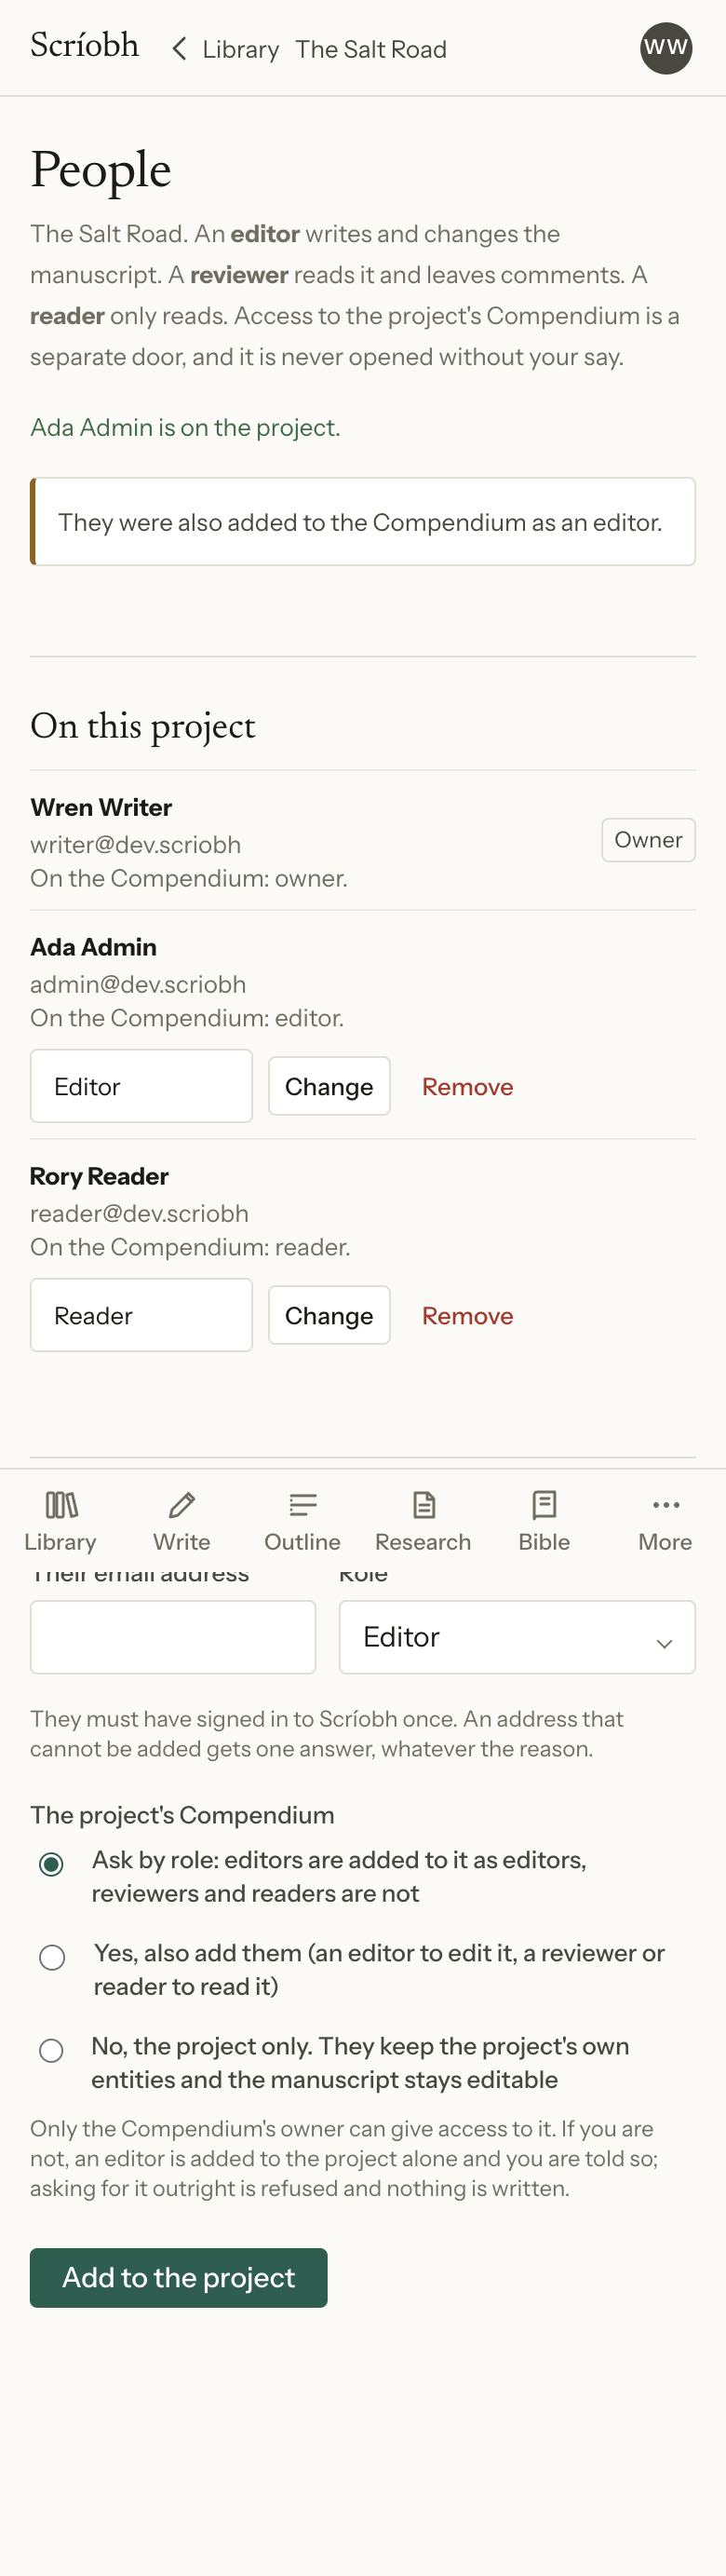 Scríobh
Library The Salt Road
WW
People
The Salt Road. An editor writes and changes the
manuscript. A reviewer reads it and leaves comments. A
reader only reads. Access to the project's Compendium is a
separate door, and it is never opened without your say.
Ada Admin is on the project.
They were also added to the Compendium as an editor.
On this project
Wren Writer
writer@dev.scriobh
On the Compendium: owner.
Owner
Ada Admin
admin@dev.scriobh
On the Compendium: editor.
Editor Change Remove
Rory Reader
reader@dev.scriobh
On the Compendium: reader.
Reader Change Remove
Library Write Outline Research Bible More
Their email address Role
Editor
They must have signed in to Scríobh once. An address that
cannot be added gets one answer, whatever the reason.
The project's Compendium
Ask by role: editors are added to it as editors,
reviewers and readers are not
Yes, also add them (an editor to edit it, a reviewer or
reader to read it)
No, the project only. They keep the project's own
entities and the manuscript stays editable
Only the Compendium's owner can give access to it. If you are
not, an editor is added to the project alone and you are told so;
asking for it outright is refused and nothing is written.
Add to the project